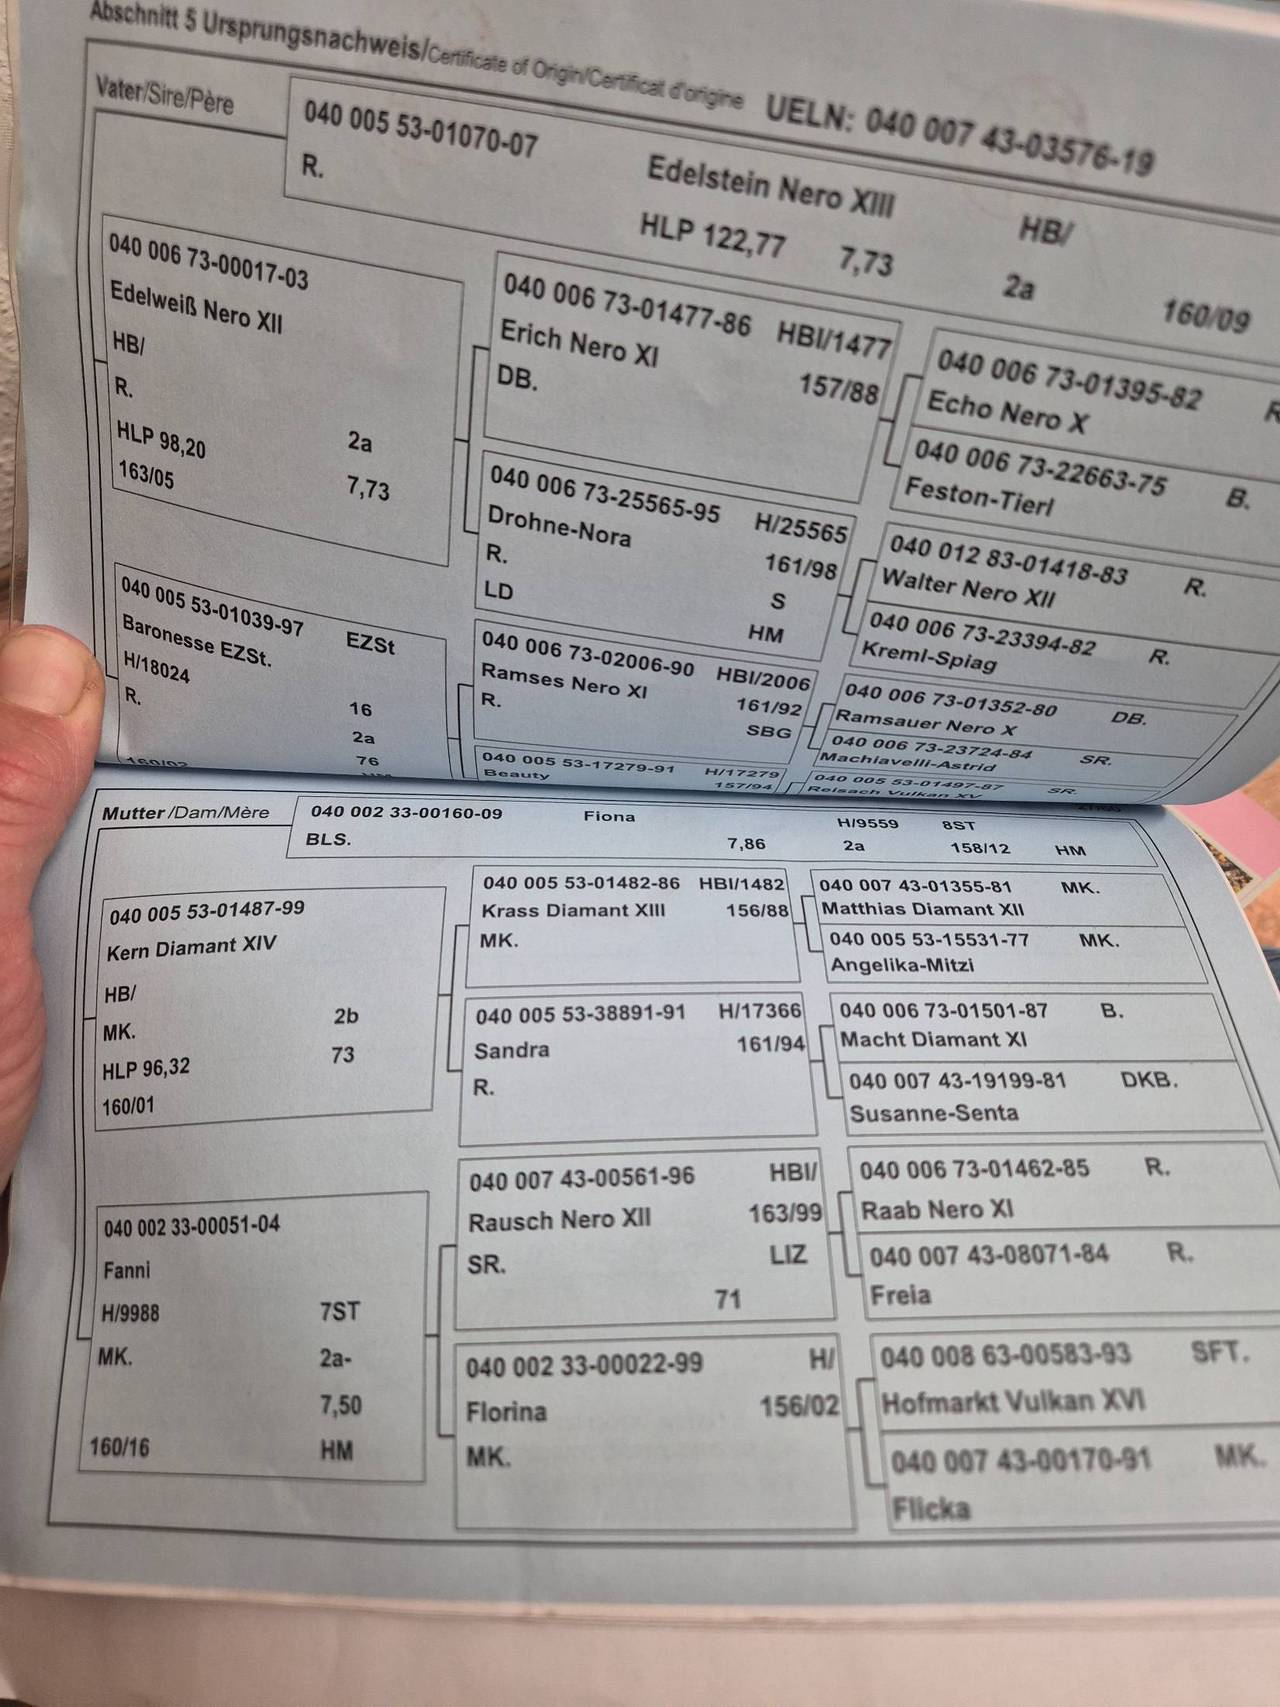 Abschnitt 5 Ursprungsnachweis/Certificate of Origin/Certificat d'origine
UELN: 040 007 43-03576-19
Vater/Sire/Père
040 005 53-01070-07
R.
Edelstein Nero XIII
HB/
HLP 122,77 7,73 2a 160/09
040 006 73-00017-03
Edelweiß Nero XII
HB/
R.
HLP 98,20 2a
163/05 7,73
040 006 73-01477-86 HBI/1477
Erich Nero XI 157/88
DB.
040 006 73-01395-82
Echo Nero X
040 006 73-22663-75 B.
Feston-Tierl
040 006 73-25565-95 H/25565
Drohne-Nora 161/98
R. S
LD HM
040 012 83-01418-83 R.
Walter Nero XII
040 006 73-23394-82 R.
Kreml-Spiag
040 005 53-01039-97 EZSt
Baronesse EZSt.
H/18024
R. 16
2a
160/02 76
040 006 73-02006-90 HBI/2006
Ramses Nero XI 161/92
R. SBG
040 006 73-01352-80 DB.
Ramsauer Nero X
040 006 73-23724-84 SR.
Machiavelli-Astrid
040 005 53-17279-91 H/17279
Beauty 157/94
040 005 53-01497-87 SR.
Reisach Vulkan XV
Mutter/Dam/Mère
040 002 33-00160-09 Fiona H/9559 8ST
BLS. 7,86 2a 158/12 HM
040 005 53-01487-99
Kern Diamant XIV
HB/
MK. 2b
HLP 96,32 73
160/01
040 005 53-01482-86 HBI/1482
Krass Diamant XIII 156/88
MK.
040 007 43-01355-81 MK.
Matthias Diamant XII
040 005 53-15531-77 MK.
Angelika-Mitzi
040 005 53-38891-91 H/17366
Sandra 161/94
R.
040 006 73-01501-87 B.
Macht Diamant XI
040 007 43-19199-81 DKB.
Susanne-Senta
040 002 33-00051-04
Fanni
H/9988 7ST
MK. 2a-
7,50
160/16 HM
040 007 43-00561-96 HBI/
Rausch Nero XII 163/99
SR. LIZ
71
040 006 73-01462-85 R.
Raab Nero XI
040 007 43-08071-84 R.
Freia
040 002 33-00022-99 H/
Florina 156/02
MK.
040 008 63-00583-93 SFT.
Hofmarkt Vulkan XVI
040 007 43-00170-91 MK.
Flicka